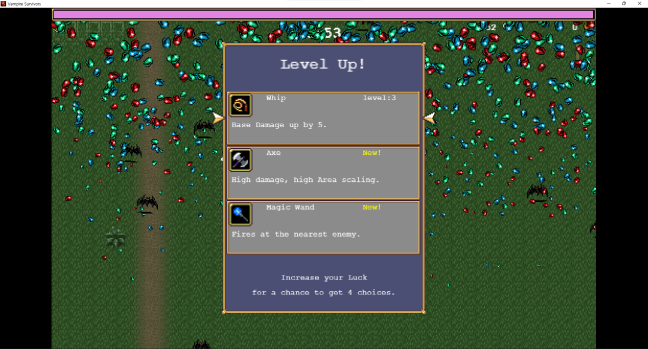 Vampire Survivors
53
Level Up!
Whip level:3
Base Damage up by 5.
Axe New!
High damage, high Area scaling.
Magic Wand New!
Fires at the nearest enemy.
Increase your Luck
for a chance to get 4 choices.